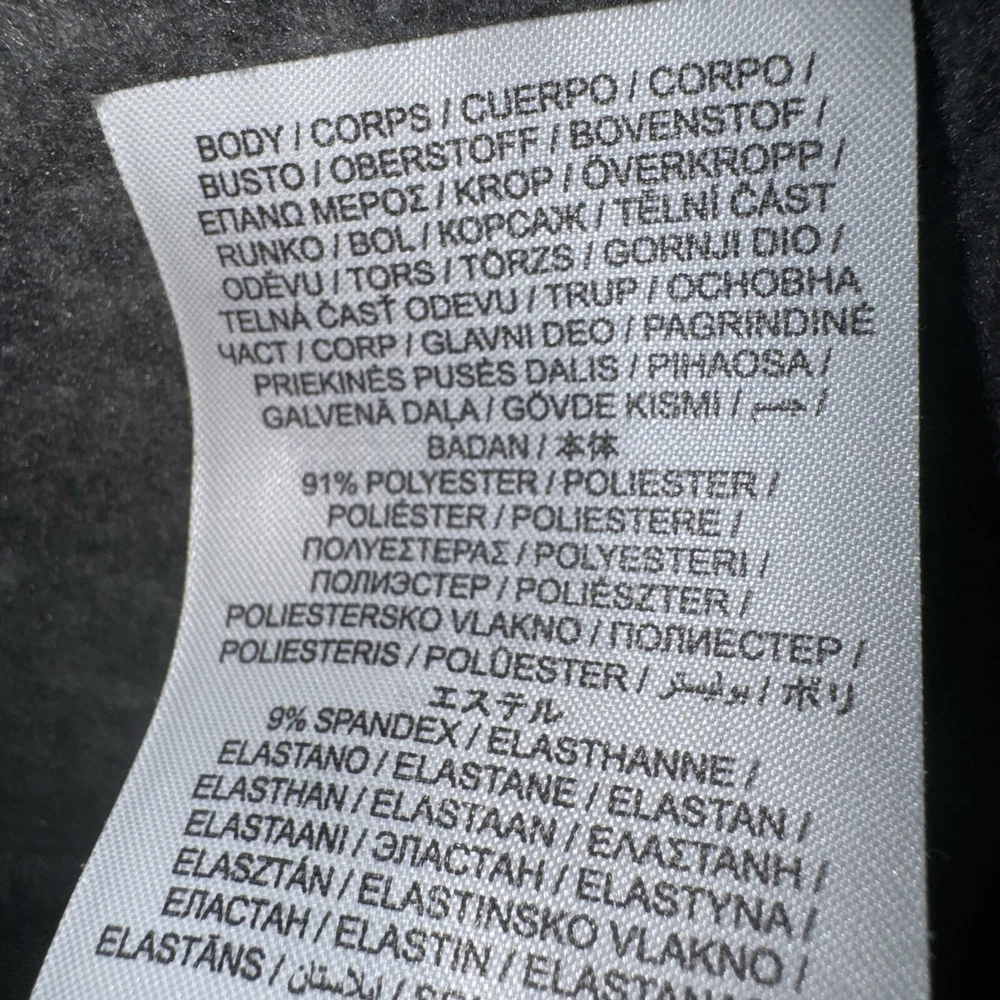 BODY / CORPS / CUERPO / CORPO /
BUSTO / OBERSTOFF / BOVENSTOF /
ΕΠΑΝΩ ΜΕΡΟΣ / KROP / ÖVERKROPP /
RUNKO / BOL / КОРСАЖ / TĚLNÍ ČÁST
ODĚVU / TORS / TÖRZS / GORNJI DIO /
TELNÁ ČASŤ ODEVU / TRUP / ОСНОВНА
ЧАСТ / CORP / GLAVNI DEO / PAGRINDINĖ
PRIEKINĖS PUSĖS DALIS / PIHAOSA /
GALVENĀ DAĻA / GÖVDE KISMI / جسم /
BADAN / 本体
91% POLYESTER / POLIESTER /
POLIÉSTER / POLIESTERE /
ΠΟΛΥΕΣΤΕΡΑΣ / POLYESTERI /
ПОЛИЭСТЕР / POLIÉSZTER /
POLIESTERSKO VLAKNO / ПОЛИЕСТЕР /
POLIESTERIS / POLÜESTER / بوليستر / ポリ
エステル
9% SPANDEX / ELASTHANNE /
ELASTANO / ELASTANE / ELASTAN /
ELASTHAN / ELASTAAN / ΕΛΑΣΤΑΝΗ /
ELASTAANI / ЭЛАСТАН / ELASTYNA /
ELASZTÁN / ELASTINSKO VLAKNO /
ЕЛАСТАН / ELASTIN /
ELASTĀNS / إيلاستان /